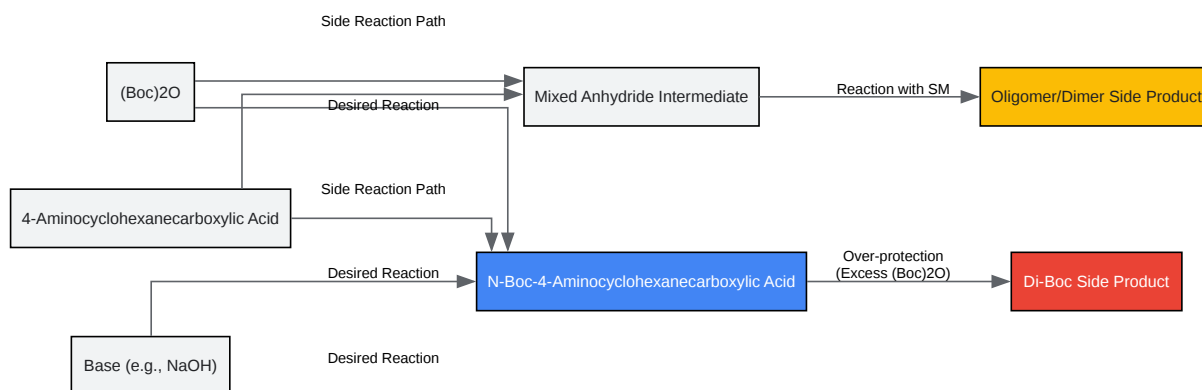 Side Reaction Path
(Boc)2O
Mixed Anhydride Intermediate
Reaction with SM
Oligomer/Dimer Side Product
Desired Reaction
Side Reaction Path
4-Aminocyclohexanecarboxylic Acid
Over-protection
(Excess (Boc)2O)
Desired Reaction
N-Boc-4-Aminocyclohexanecarboxylic Acid
Di-Boc Side Product
Desired Reaction
Base (e.g., NaOH)